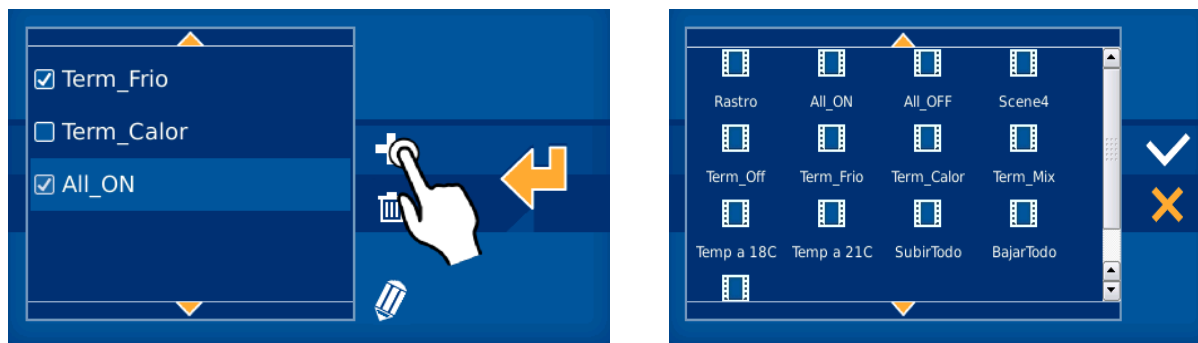 Term_Frio
Term_Calor
All_ON
Rastro All_ON All_OFF Scene4
Term_Off Term_Frio Term_Calor Term_Mix
Temp a 18C Temp a 21C SubirTodo BajarTodo